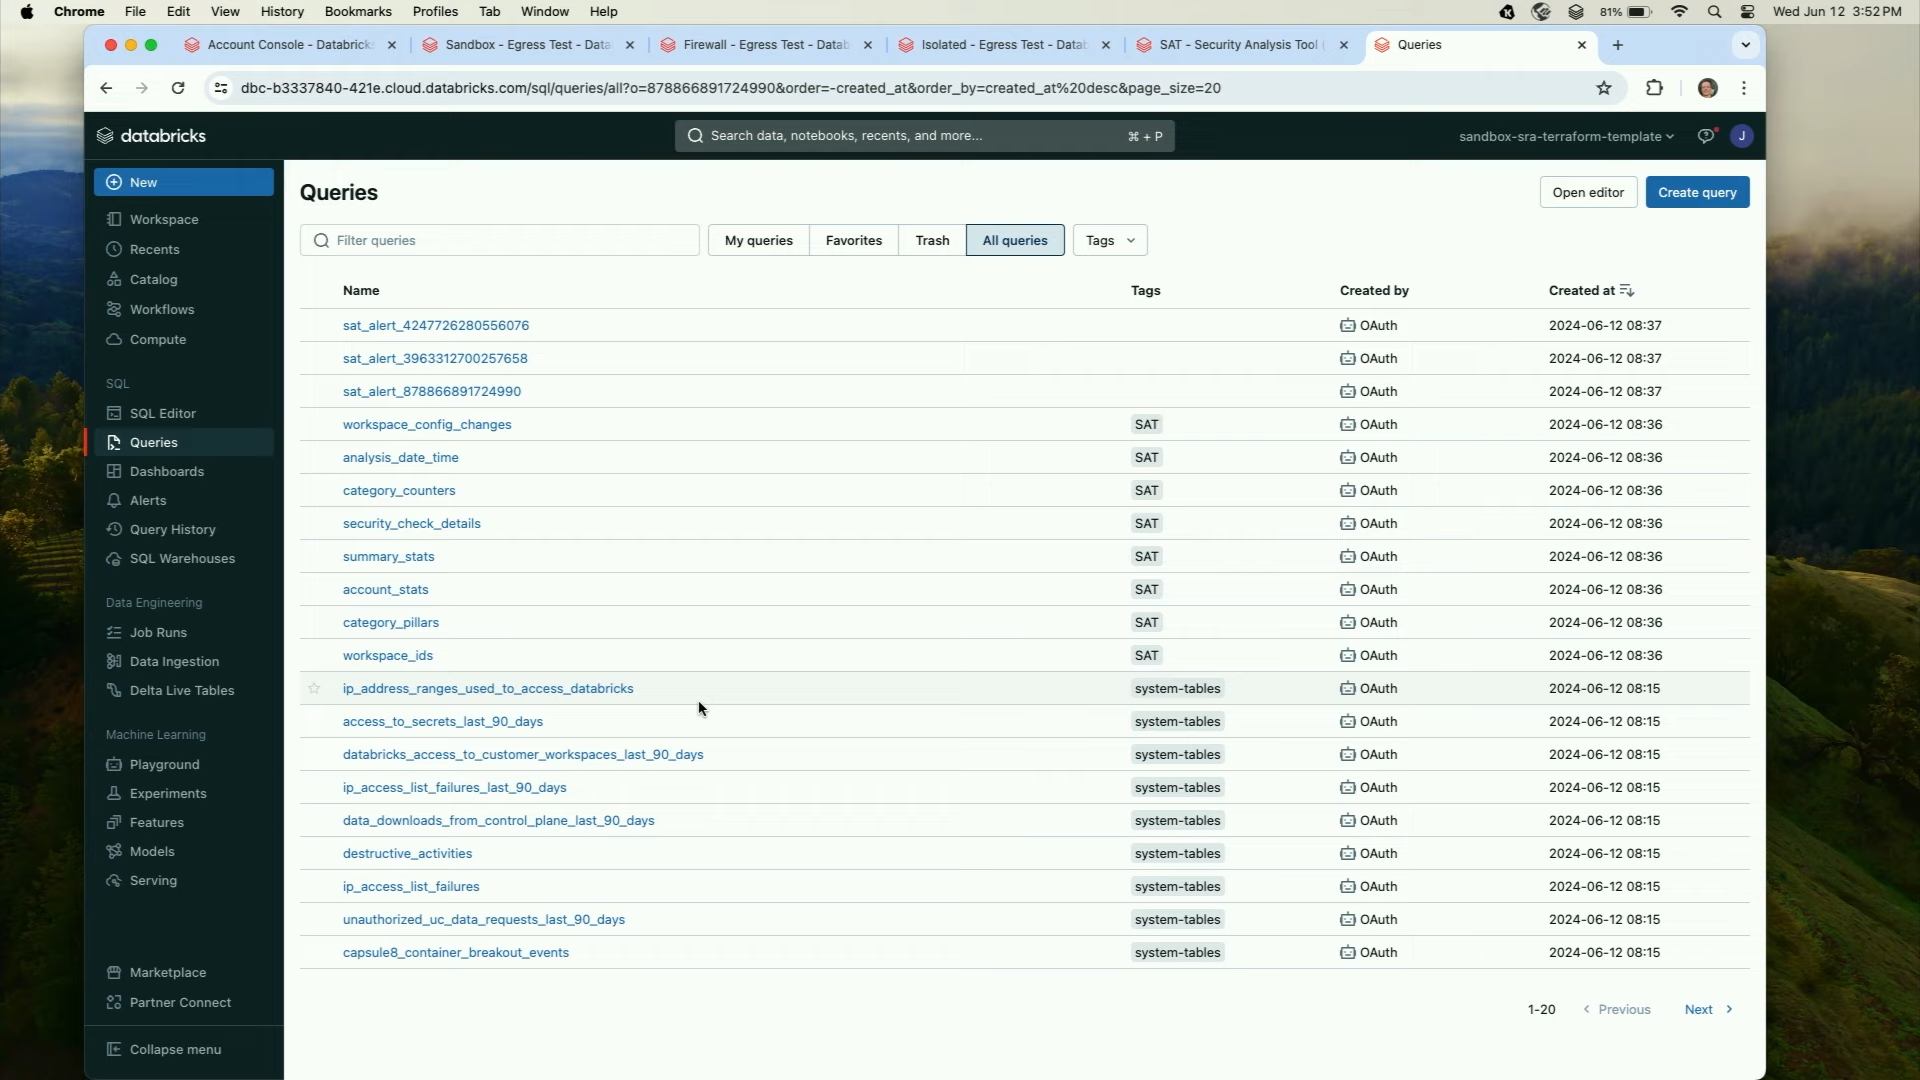 Chrome File Edit View History Bookmarks Profiles Tab Window Help 81% Wed Jun 12 3:52 PM
Account Console - Databricks Sandbox - Egress Test - Data Firewall - Egress Test - Datab Isolated - Egress Test - Datab SAT - Security Analysis Tool Queries
dbc-b3337840-421e.cloud.databricks.com/sql/queries/all?o=878866891724990&order=-created_at&order_by=created_at%20desc&page_size=20
databricks Search data, notebooks, recents, and more... ⌘ + P sandbox-sra-terraform-template J
New
Workspace
Recents
Catalog
Workflows
Compute
SQL
SQL Editor
Queries
Dashboards
Alerts
Query History
SQL Warehouses
Data Engineering
Job Runs
Data Ingestion
Delta Live Tables
Machine Learning
Playground
Experiments
Features
Models
Serving
Marketplace
Partner Connect
Collapse menu
Queries Open editor Create query
Filter queries My queries Favorites Trash All queries Tags
Name Tags Created by Created at
sat_alert_4247726280556076 OAuth 2024-06-12 08:37
sat_alert_3963312700257658 OAuth 2024-06-12 08:37
sat_alert_878866891724990 OAuth 2024-06-12 08:37
workspace_config_changes SAT OAuth 2024-06-12 08:36
analysis_date_time SAT OAuth 2024-06-12 08:36
category_counters SAT OAuth 2024-06-12 08:36
security_check_details SAT OAuth 2024-06-12 08:36
summary_stats SAT OAuth 2024-06-12 08:36
account_stats SAT OAuth 2024-06-12 08:36
category_pillars SAT OAuth 2024-06-12 08:36
workspace_ids SAT OAuth 2024-06-12 08:36
ip_address_ranges_used_to_access_databricks system-tables OAuth 2024-06-12 08:15
access_to_secrets_last_90_days system-tables OAuth 2024-06-12 08:15
databricks_access_to_customer_workspaces_last_90_days system-tables OAuth 2024-06-12 08:15
ip_access_list_failures_last_90_days system-tables OAuth 2024-06-12 08:15
data_downloads_from_control_plane_last_90_days system-tables OAuth 2024-06-12 08:15
destructive_activities system-tables OAuth 2024-06-12 08:15
ip_access_list_failures system-tables OAuth 2024-06-12 08:15
unauthorized_uc_data_requests_last_90_days system-tables OAuth 2024-06-12 08:15
capsule8_container_breakout_events system-tables OAuth 2024-06-12 08:15
1-20 Previous Next